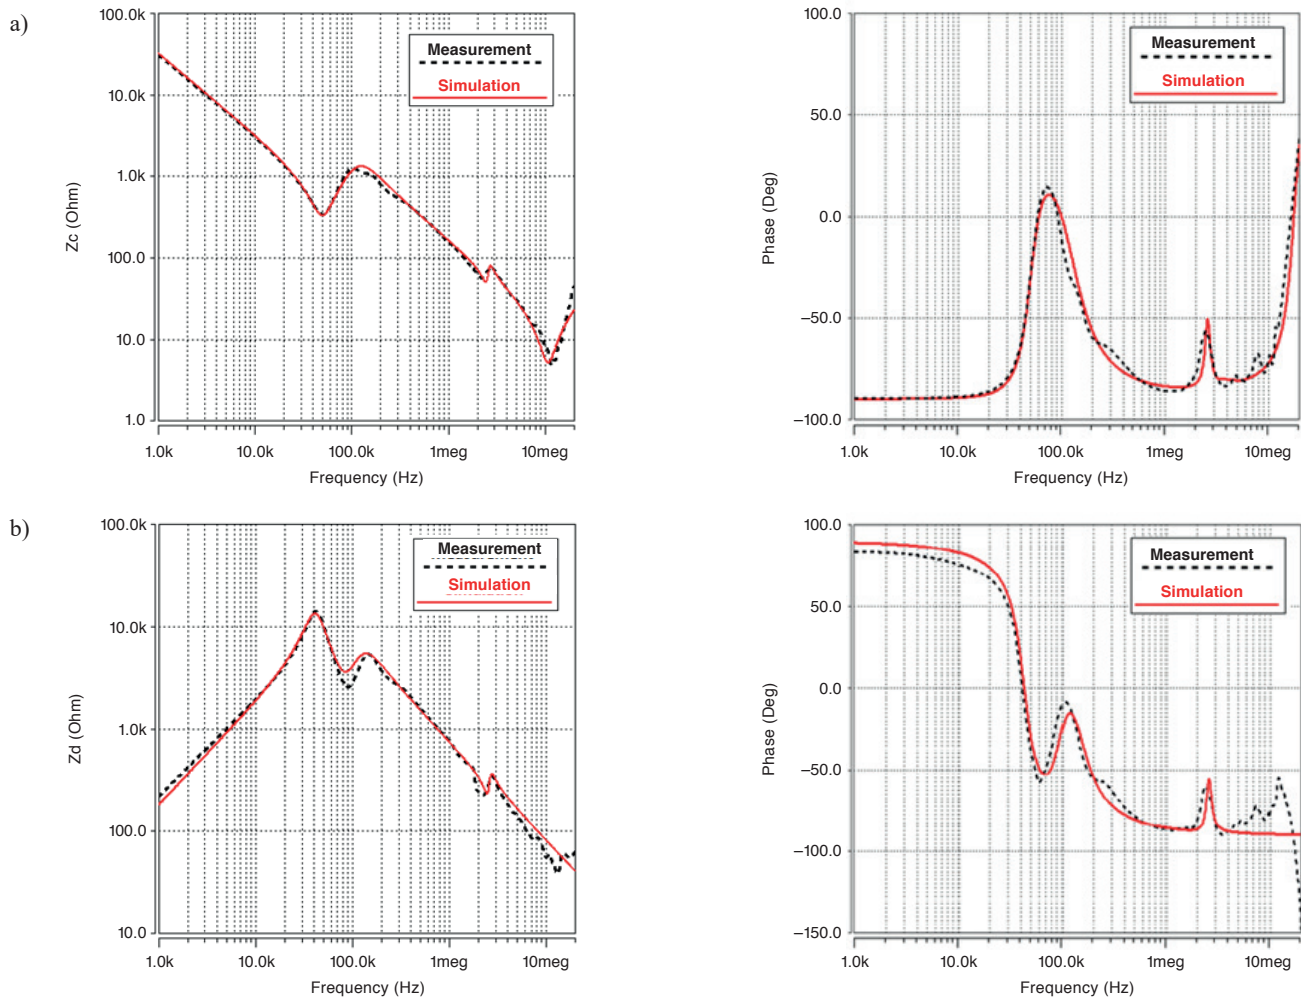 a)
100.0k
10.0k
1.0k
100.0
10.0
1.0
Zc (Ohm)
Measurement
Simulation
1.0k 10.0k 100.0k 1meg 10meg
Frequency (Hz)
100.0
50.0
0.0
−50.0
−100.0
Phase (Deg)
Measurement
Simulation
1.0k 10.0k 100.0k 1meg 10meg
Frequency (Hz)
b)
100.0k
10.0k
1.0k
100.0
10.0
Zd (Ohm)
Measurement
Simulation
1.0k 10.0k 100.0k 1meg 10meg
Frequency (Hz)
100.0
50.0
0.0
−50.0
−100.0
−150.0
Phase (Deg)
Measurement
Simulation
1.0k 10.0k 100.0k 1meg 10meg
Frequency (Hz)